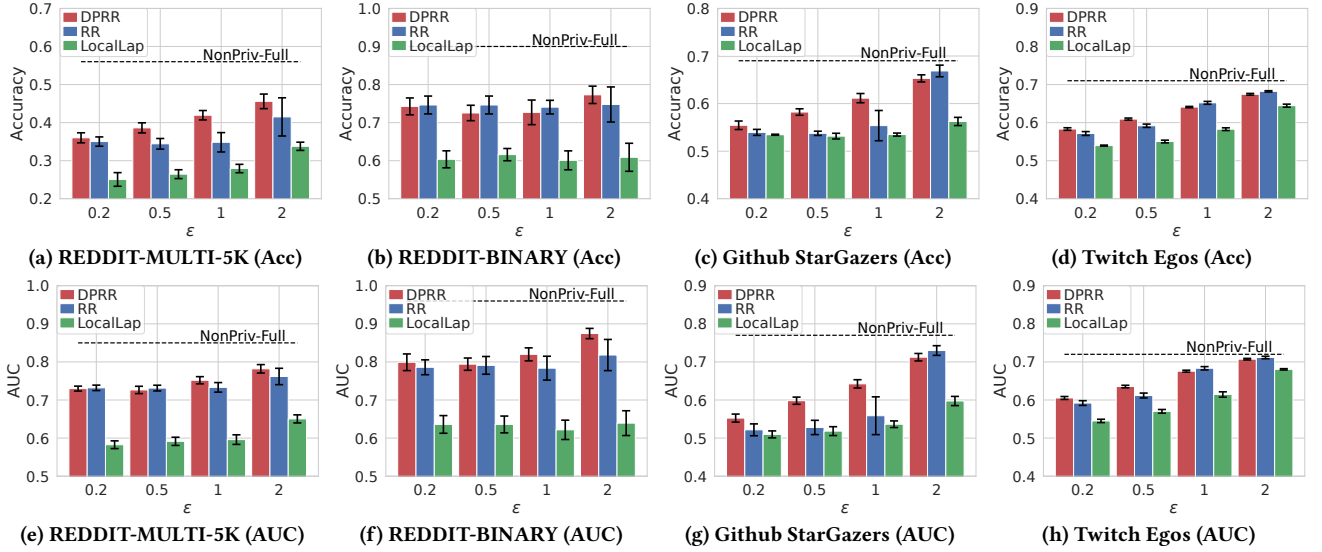 0.7
0.6
0.5
0.4
0.3
0.2
Accuracy
DPRR
RR
LocalLap
NonPriv-Full
0.2 0.5 1 2
ε
(a) REDDIT-MULTI-5K (Acc)
1.0
0.9
0.8
0.7
0.6
0.5
Accuracy
DPRR
RR
LocalLap
NonPriv-Full
0.2 0.5 1 2
ε
(b) REDDIT-BINARY (Acc)
0.8
0.7
0.6
0.5
0.4
Accuracy
DPRR
RR
LocalLap
NonPriv-Full
0.2 0.5 1 2
ε
(c) Github StarGazers (Acc)
0.9
0.8
0.7
0.6
0.5
0.4
Accuracy
DPRR
RR
LocalLap
NonPriv-Full
0.2 0.5 1 2
ε
(d) Twitch Egos (Acc)
1.0
0.9
0.8
0.7
0.6
0.5
AUC
DPRR
RR
LocalLap
NonPriv-Full
0.2 0.5 1 2
ε
(e) REDDIT-MULTI-5K (AUC)
1.0
0.9
0.8
0.7
0.6
0.5
AUC
DPRR
RR
LocalLap
NonPriv-Full
0.2 0.5 1 2
ε
(f) REDDIT-BINARY (AUC)
0.9
0.8
0.7
0.6
0.5
0.4
AUC
DPRR
RR
LocalLap
NonPriv-Full
0.2 0.5 1 2
ε
(g) Github StarGazers (AUC)
0.9
0.8
0.7
0.6
0.5
0.4
AUC
DPRR
RR
LocalLap
NonPriv-Full
0.2 0.5 1 2
ε
(h) Twitch Egos (AUC)